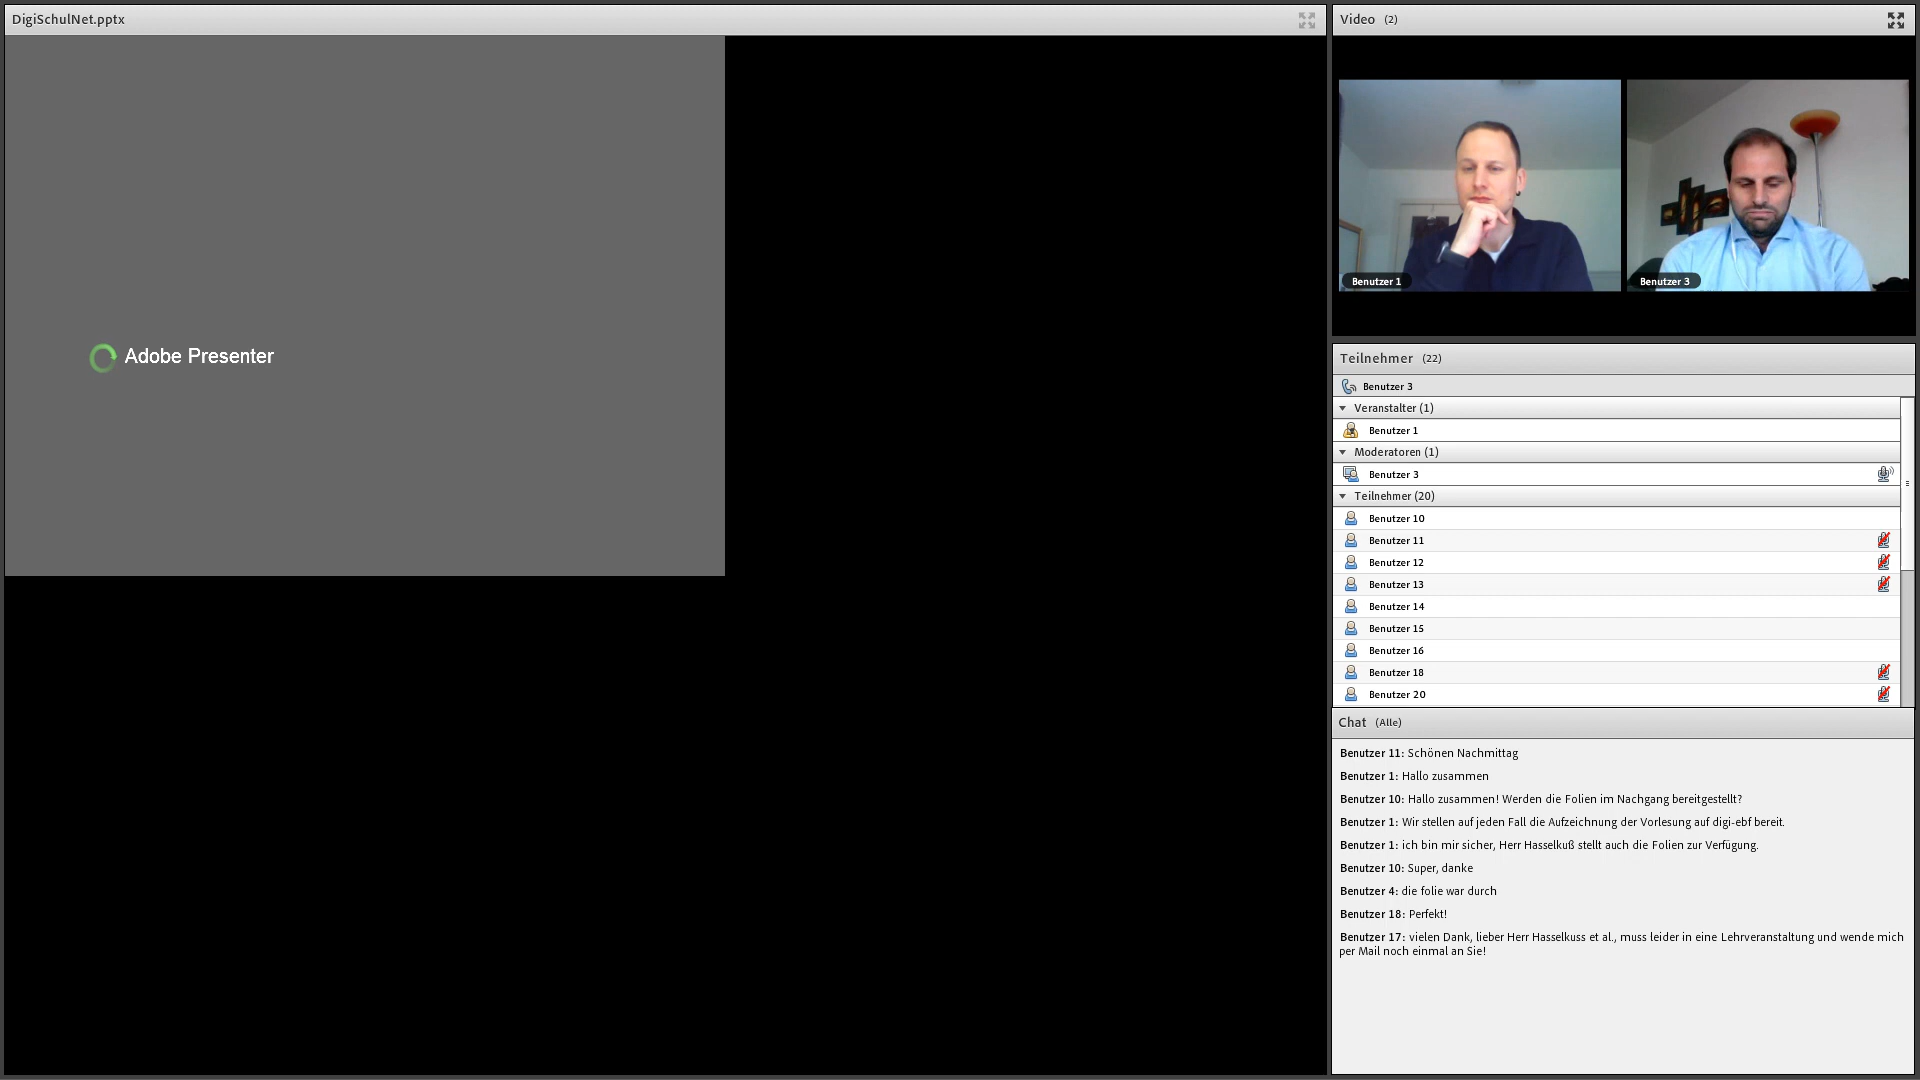 DigiSchulNet.pptx
Adobe Presenter
Video (2)
Benutzer 1
Benutzer 3
Teilnehmer (22)
Benutzer 3
Veranstalter (1)
Benutzer 1
Moderatoren (1)
Benutzer 3
Teilnehmer (20)
Benutzer 10
Benutzer 11
Benutzer 12
Benutzer 13
Benutzer 14
Benutzer 15
Benutzer 16
Benutzer 18
Benutzer 20
Chat (Alle)
Benutzer 11: Schönen Nachmittag
Benutzer 1: Hallo zusammen
Benutzer 10: Hallo zusammen! Werden die Folien im Nachgang bereitgestellt?
Benutzer 1: Wir stellen auf jeden Fall die Aufzeichnung der Vorlesung auf digi-ebf bereit.
Benutzer 1: ich bin mir sicher, Herr Hasselkuß stellt auch die Folien zur Verfügung.
Benutzer 10: Super, danke
Benutzer 4: die folie war durch
Benutzer 18: Perfekt!
Benutzer 17: vielen Dank, lieber Herr Hasselkuss et al., muss leider in eine Lehrveranstaltung und wende mich
per Mail noch einmal an Sie!